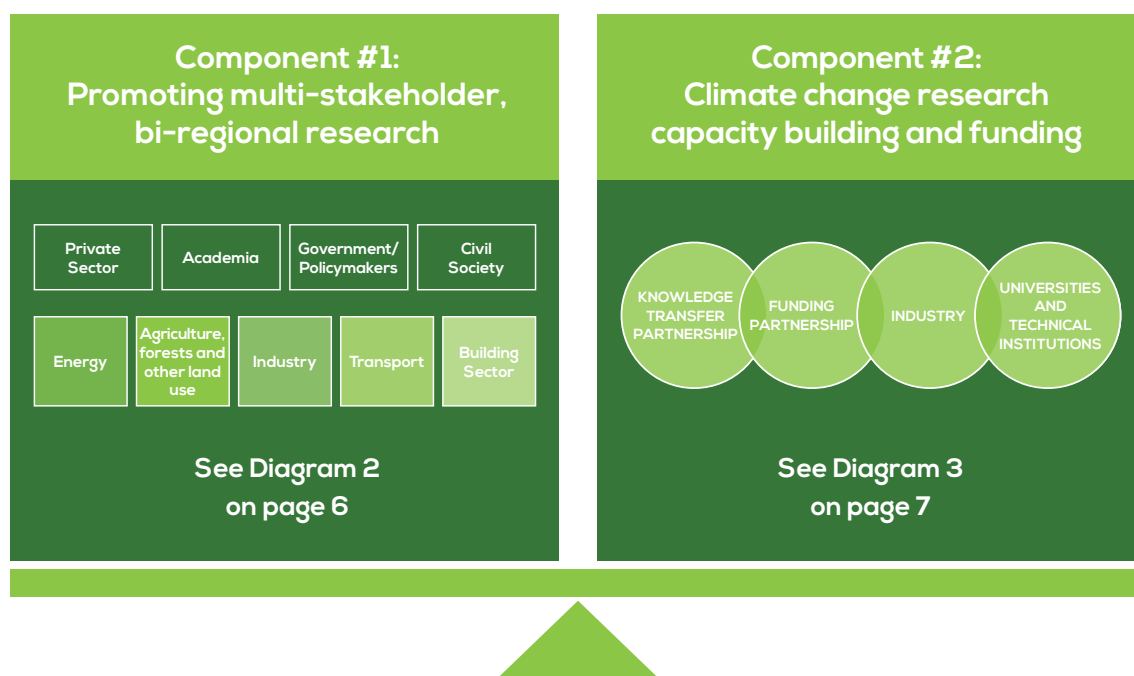 Component #1:
Promoting multi-stakeholder,
bi-regional research
Private
Sector
Academia
Government/
Policymakers
Civil
Society
Energy
Agriculture,
forests and
other land
use
Industry
Transport
Building
Sector
See Diagram 2
on page 6
Component #2:
Climate change research
capacity building and funding
KNOWLEDGE
TRANSFER
PARTNERSHIP
FUNDING
PARTNERSHIP
INDUSTRY
UNIVERSITIES
AND
TECHNICAL
INSTITUTIONS
See Diagram 3
on page 7